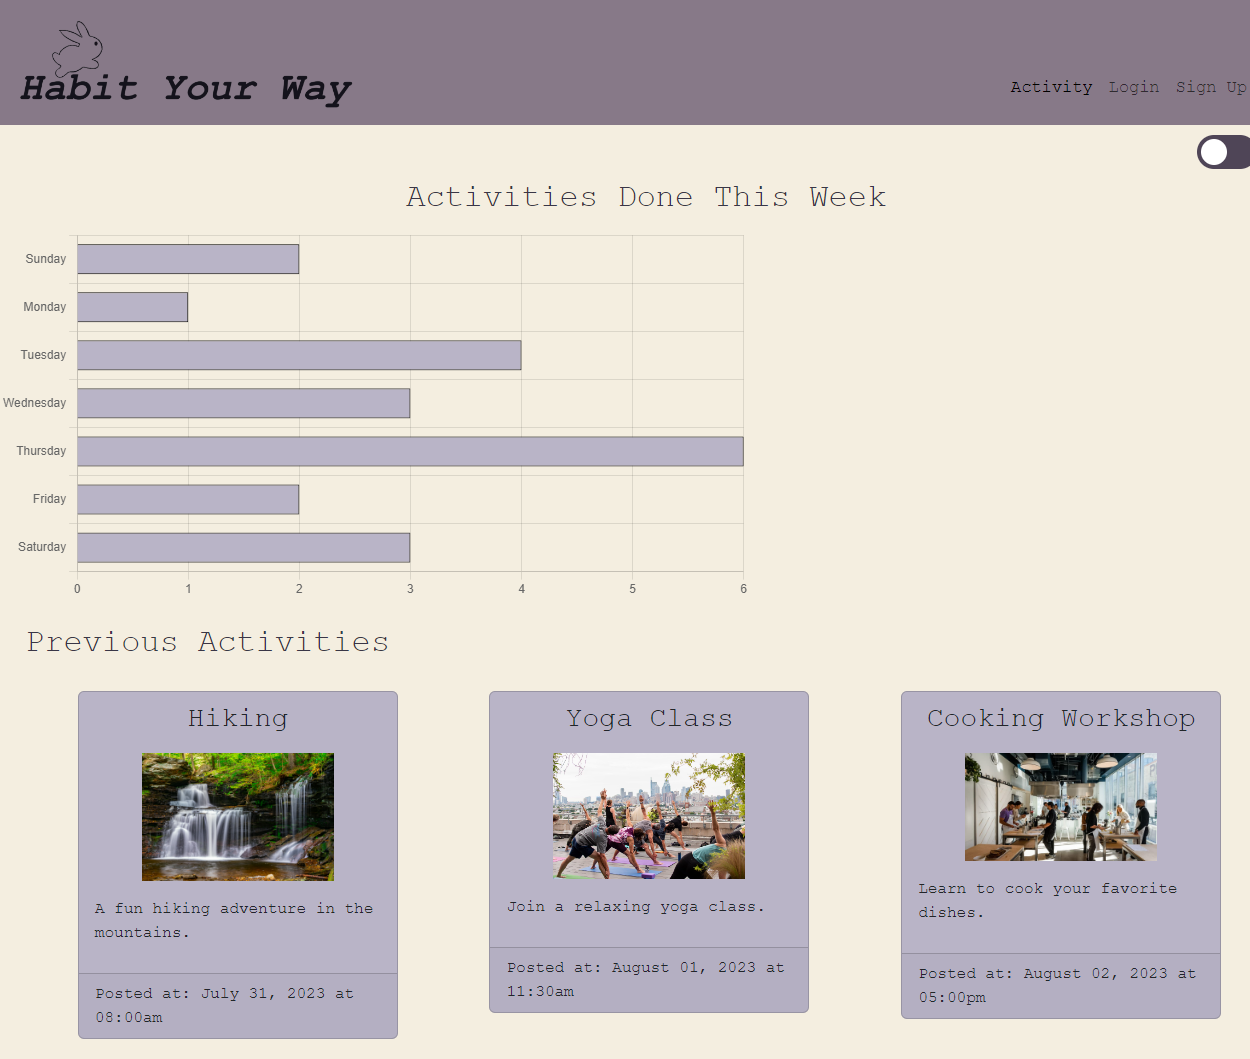 Habit Your Way
Activity Login Sign Up
Activities Done This Week
Sunday
Monday
Tuesday
Wednesday
Thursday
Friday
Saturday
0 1 2 3 4 5 6
Previous Activities
Hiking
A fun hiking adventure in the
mountains.
Posted at: July 31, 2023 at
08:00am
Yoga Class
Join a relaxing yoga class.
Posted at: August 01, 2023 at
11:30am
Cooking Workshop
Learn to cook your favorite
dishes.
Posted at: August 02, 2023 at
05:00pm